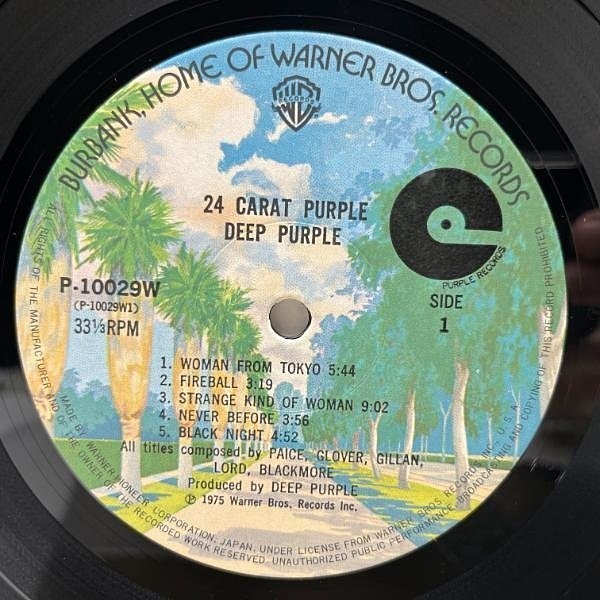 BURBANK, HOME OF WARNER BROS. RECORDS
RECORDS
24 CARAT PURPLE
DEEP PURPLE
PURPLE RECORDS
P-10029W
(P-10029W1)
33⅓RPM
SIDE
1
1. WOMAN FROM TOKYO 5:44
2. FIREBALL 3:19
3. STRANGE KIND OF WOMAN 9:02
4. NEVER BEFORE 3:56
5. BLACK NIGHT 4:52
All titles composed by PAICE, GLOVER, GILLAN,
LORD, BLACKMORE
Produced by DEEP PURPLE
℗ 1975 Warner Bros. Records Inc.
MADE BY WARNER-PIONEER CORPORATION, JAPAN, UNDER LICENSE FROM WARNER BROS. RECORDS INC., U.S.A.
ALL RIGHTS OF THE MANUFACTURER AND OF THE OWNER OF THE RECORDED WORK RESERVED. UNAUTHORIZED PUBLIC PERFORMANCE BROADCASTING AND COPYING OF THIS RECORD PROHIBITED